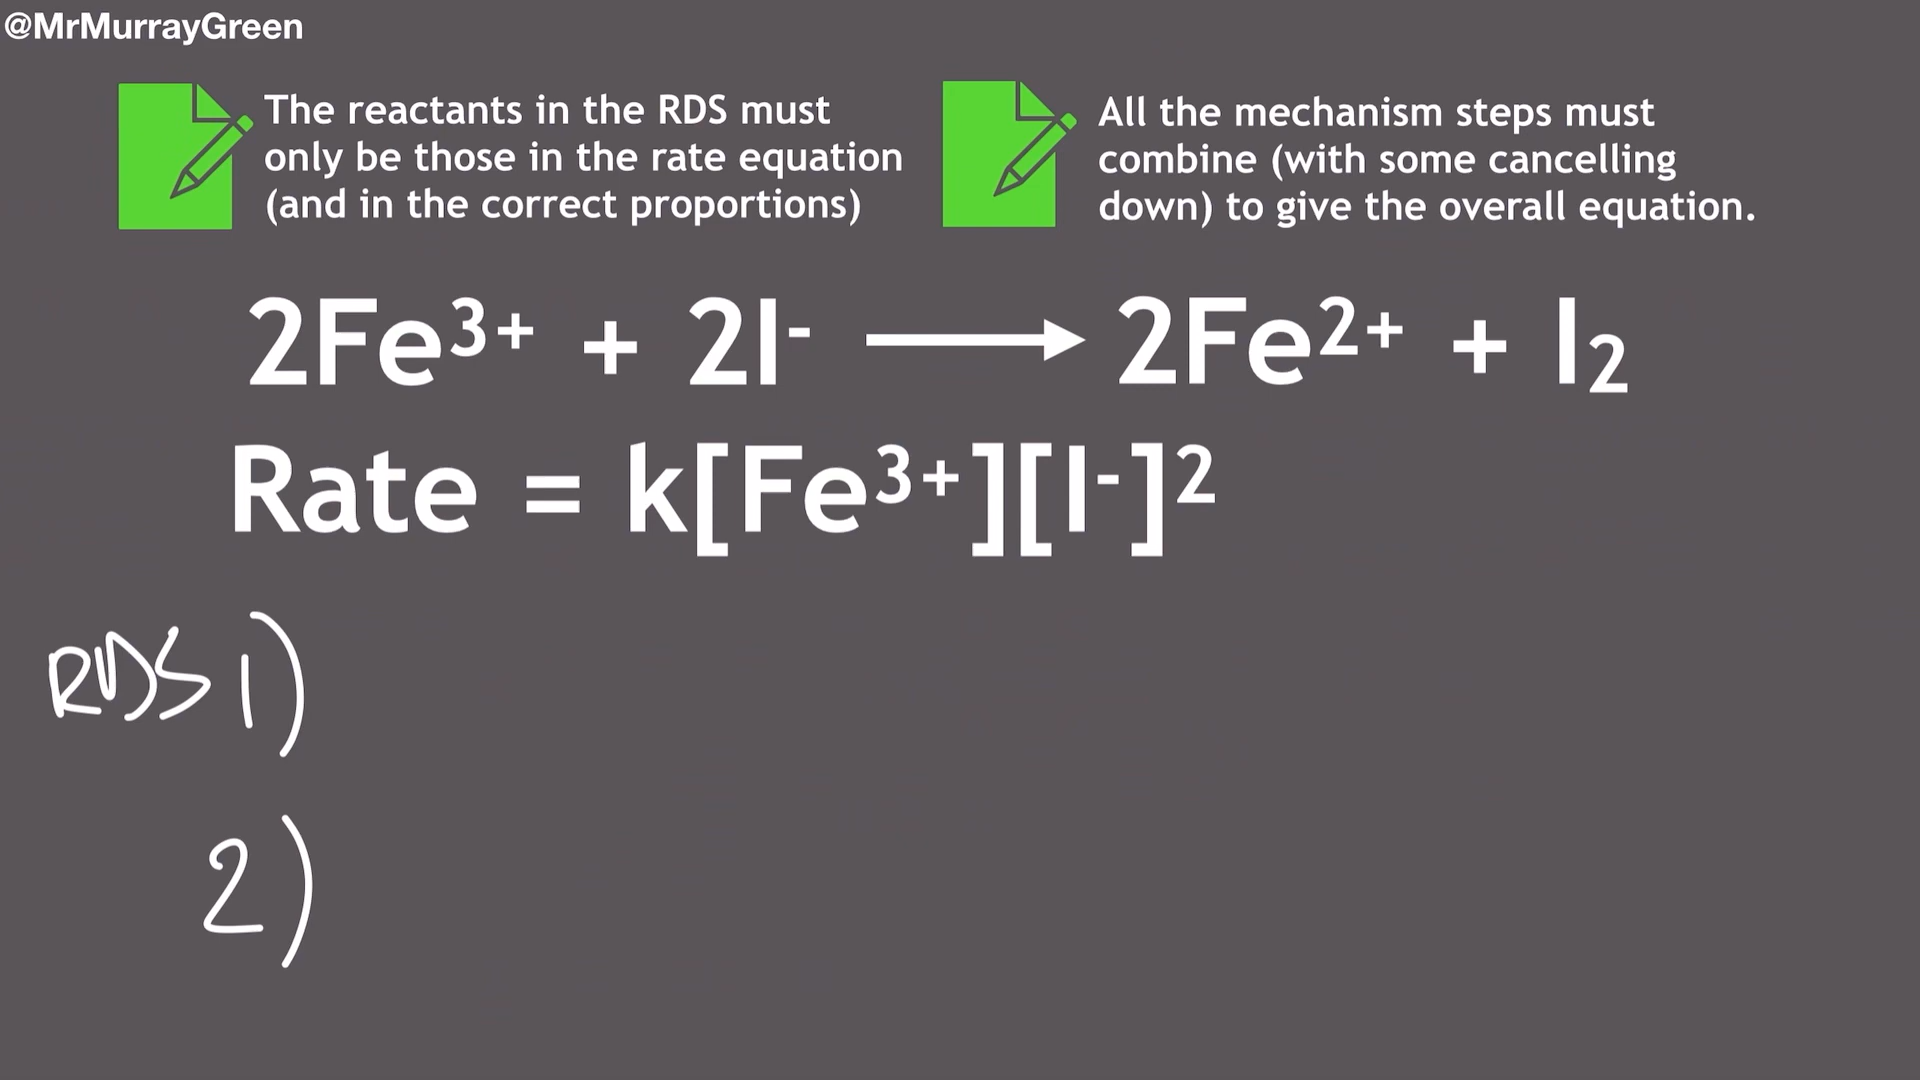 @MrMurrayGreen
The reactants in the RDS must
only be those in the rate equation
(and in the correct proportions)
All the mechanism steps must
combine (with some cancelling
down) to give the overall equation.
2Fe³⁺ + 2I⁻ ⟶ 2Fe²⁺ + I₂
Rate = k[Fe³⁺][I⁻]²
RDS 1)
2)